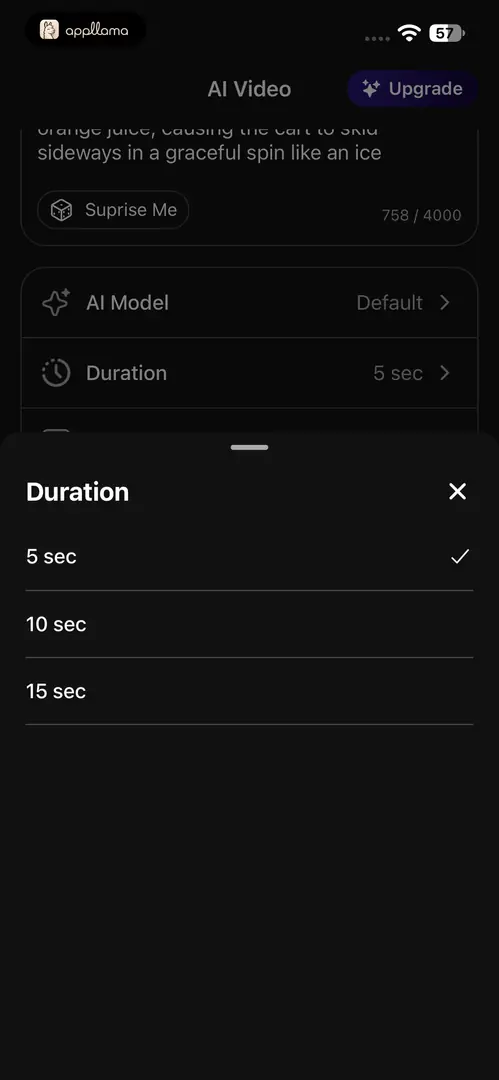 appllama
57
AI Video
Upgrade
orange juice, causing the cart to skid
sideways in a graceful spin like an ice
Suprise Me
758 / 4000
AI Model
Default
Duration
5 sec
Duration
5 sec
10 sec
15 sec